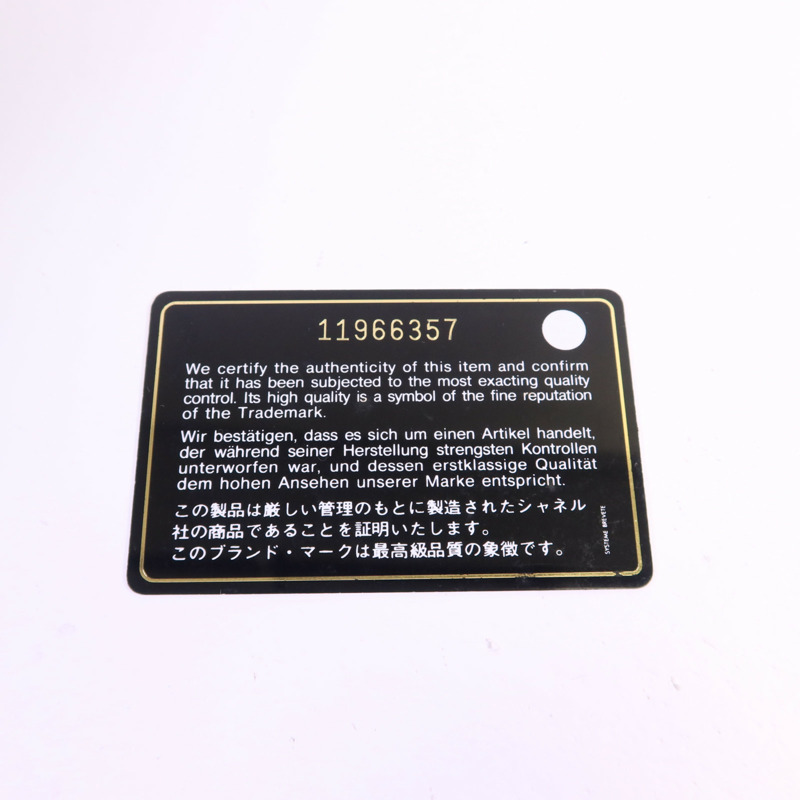 11966357
We certify the authenticity of this item and confirm
that it has been subjected to the most exacting quality
control. Its high quality is a symbol of the fine reputation
of the Trademark.
Wir bestätigen, dass es sich um einen Artikel handelt,
der während seiner Herstellung strengsten Kontrollen
unterworfen war, und dessen erstklassige Qualität
dem hohen Ansehen unserer Marke entspricht.
この製品は厳しい管理のもとに製造されたシャネル
社の商品であることを証明いたします。
このブランド・マークは最高級品質の象徴です。
SYSTEME BREVETE